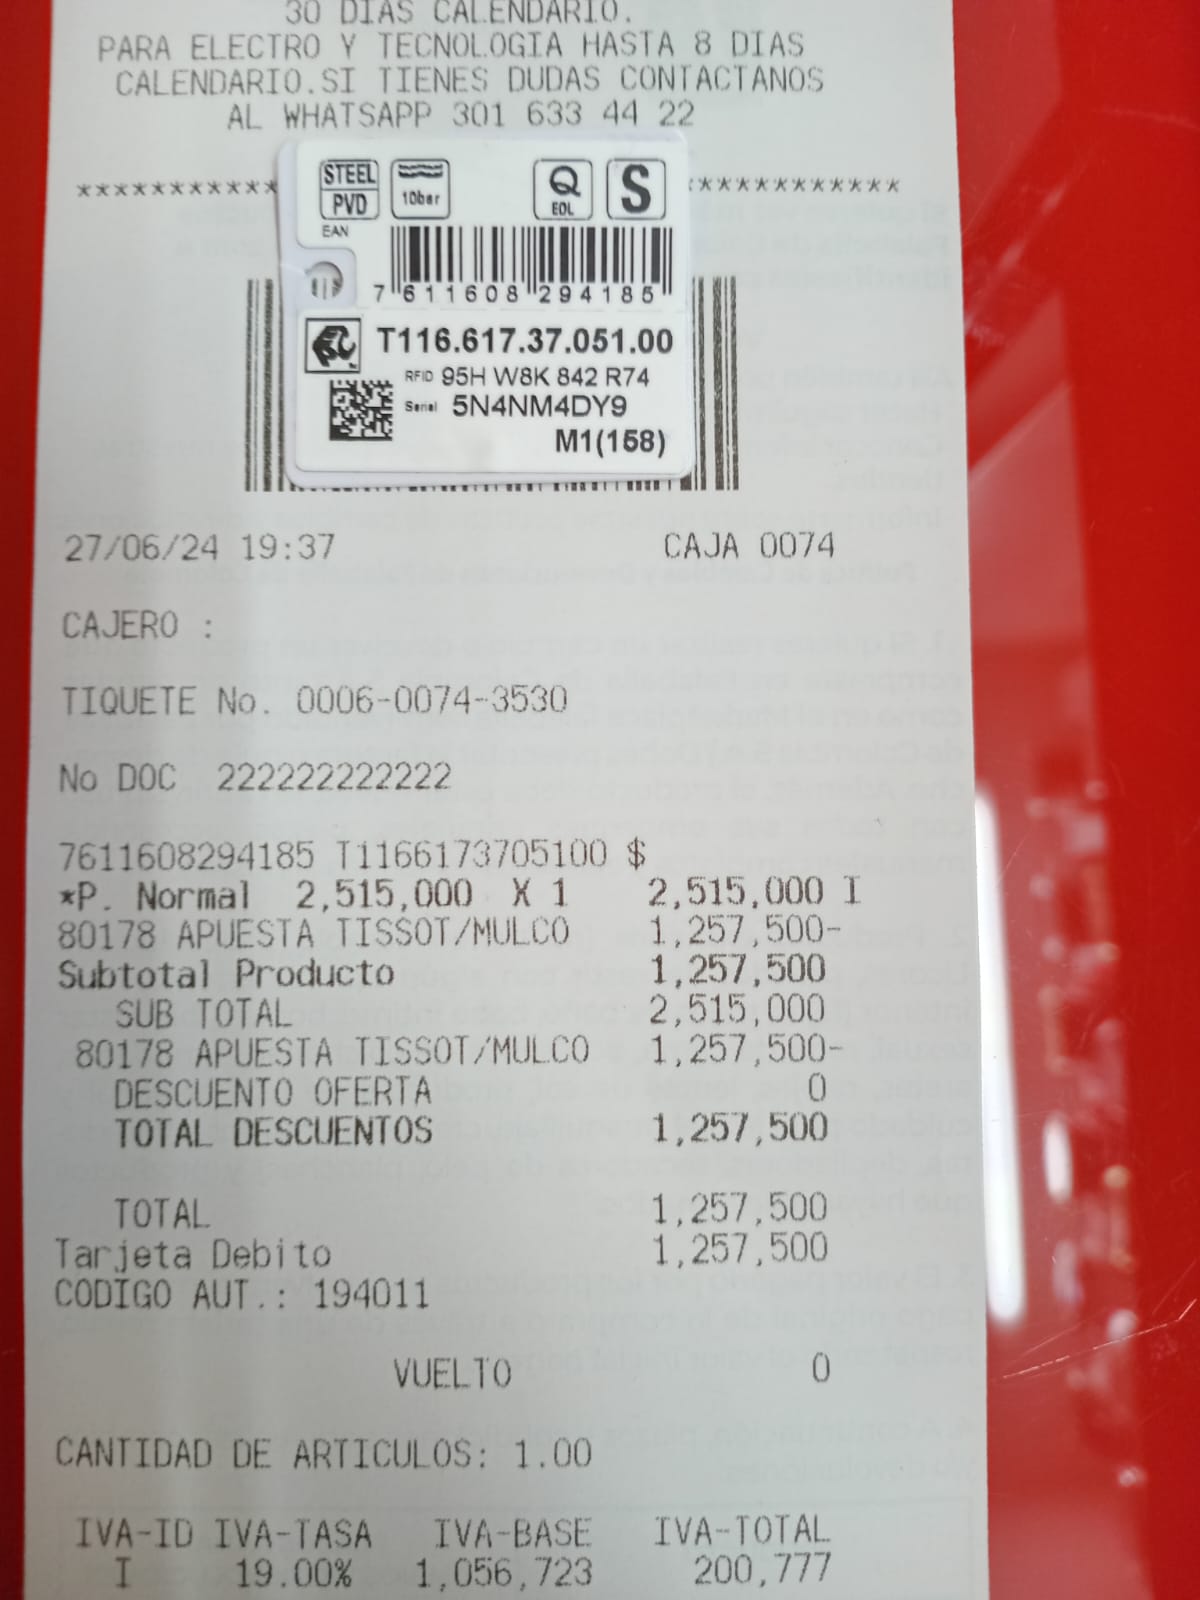 30 DIAS CALENDARIO.
PARA ELECTRO Y TECNOLOGIA HASTA 8 DIAS
CALENDARIO.SI TIENES DUDAS CONTACTANOS
AL WHATSAPP 301 633 44 22
STEEL
PVD
10bar
Q
EOL
S
EAN
7 611608 294185
T116.617.37.051.00
RFID 95H W8K 842 R74
Serial 5N4NM4DY9
M1(158)
27/06/24 19:37 CAJA 0074
CAJERO :
TIQUETE No. 0006-0074-3530
No DOC 222222222222
7611608294185 T1166173705100 $
*P. Normal 2,515,000 X 1 2,515,000 I
80178 APUESTA TISSOT/MULCO 1,257,500-
Subtotal Producto 1,257,500
SUB TOTAL 2,515,000
80178 APUESTA TISSOT/MULCO 1,257,500-
DESCUENTO OFERTA 0
TOTAL DESCUENTOS 1,257,500
TOTAL 1,257,500
Tarjeta Debito 1,257,500
CODIGO AUT.: 194011
VUELTO 0
CANTIDAD DE ARTICULOS: 1.00
IVA-ID IVA-TASA IVA-BASE IVA-TOTAL
I 19.00% 1,056,723 200,777